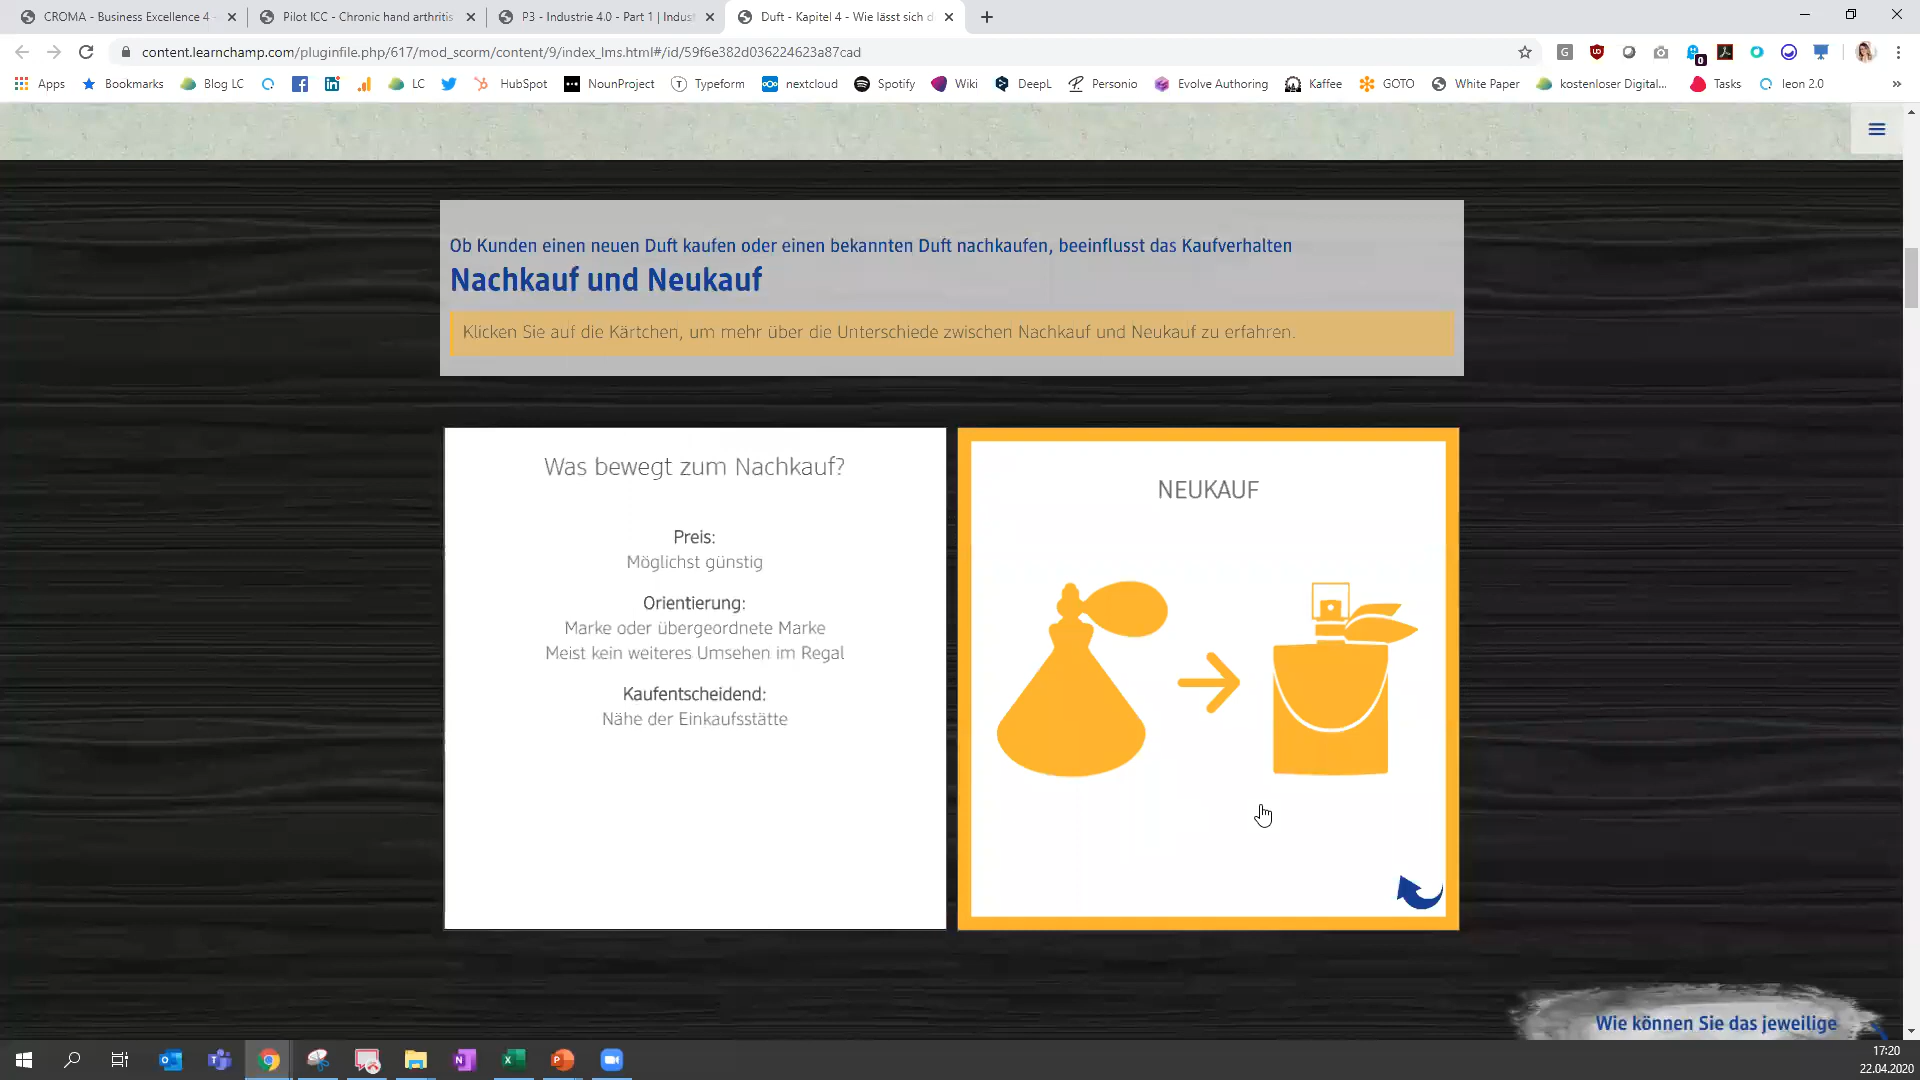 CROMA - Business Excellence 4 -
Pilot ICC - Chronic hand arthritis
P3 - Industrie 4.0 - Part 1 | Indus
Duft - Kapitel 4 - Wie lässt sich d
content.learnchamp.com/pluginfile.php/617/mod_scorm/content/9/index_lms.html#/id/59f6e382d036224623a87cad
Apps
Bookmarks
Blog LC
LC
HubSpot
NounProject
Typeform
nextcloud
Spotify
Wiki
DeepL
Personio
Evolve Authoring
Kaffee
GOTO
White Paper
kostenloser Digital...
Tasks
leon 2.0
Ob Kunden einen neuen Duft kaufen oder einen bekannten Duft nachkaufen, beeinflusst das Kaufverhalten
Nachkauf und Neukauf
Klicken Sie auf die Kärtchen, um mehr über die Unterschiede zwischen Nachkauf und Neukauf zu erfahren.
Was bewegt zum Nachkauf?
Preis:
Möglichst günstig
Orientierung:
Marke oder übergeordnete Marke
Meist kein weiteres Umsehen im Regal
Kaufentscheidend:
Nähe der Einkaufsstätte
NEUKAUF
Wie können Sie das jeweilige
17:20
22.04.2020